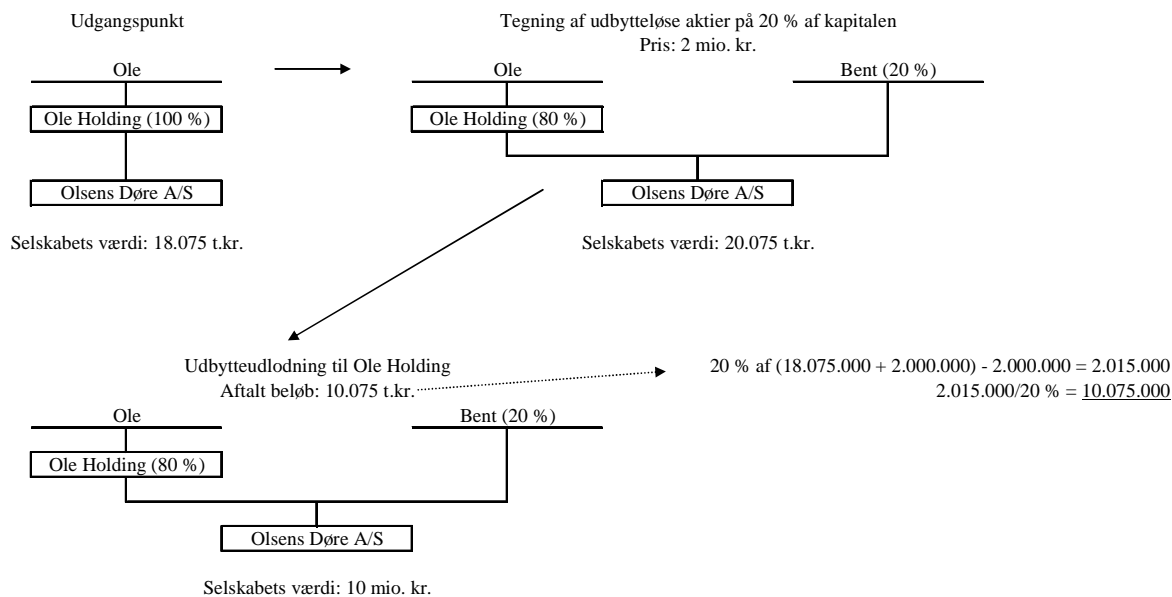 Udgangspunkt
Ole
Ole Holding (100 %)
Olsens Døre A/S
Selskabets værdi: 18.075 t.kr.
Tegning af udbytteløse aktier på 20 % af kapitalen
Pris: 2 mio. kr.
Ole
Bent (20 %)
Ole Holding (80 %)
Olsens Døre A/S
Selskabets værdi: 20.075 t.kr.
Udbytteudlodning til Ole Holding
Aftalt beløb: 10.075 t.kr.
20 % af (18.075.000 + 2.000.000) - 2.000.000 = 2.015.000
2.015.000/20 % = 10.075.000
Ole
Bent (20 %)
Ole Holding (80 %)
Olsens Døre A/S
Selskabets værdi: 10 mio. kr.